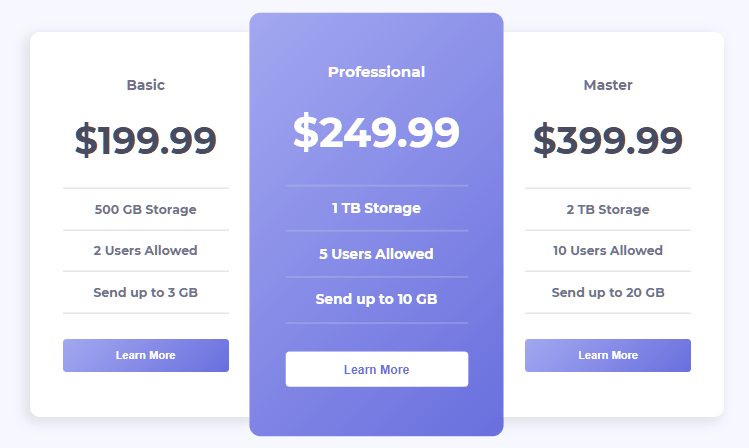 Basic
$199.99
500 GB Storage
2 Users Allowed
Send up to 3 GB
Learn More
Professional
$249.99
1 TB Storage
5 Users Allowed
Send up to 10 GB
Learn More
Master
$399.99
2 TB Storage
10 Users Allowed
Send up to 20 GB
Learn More